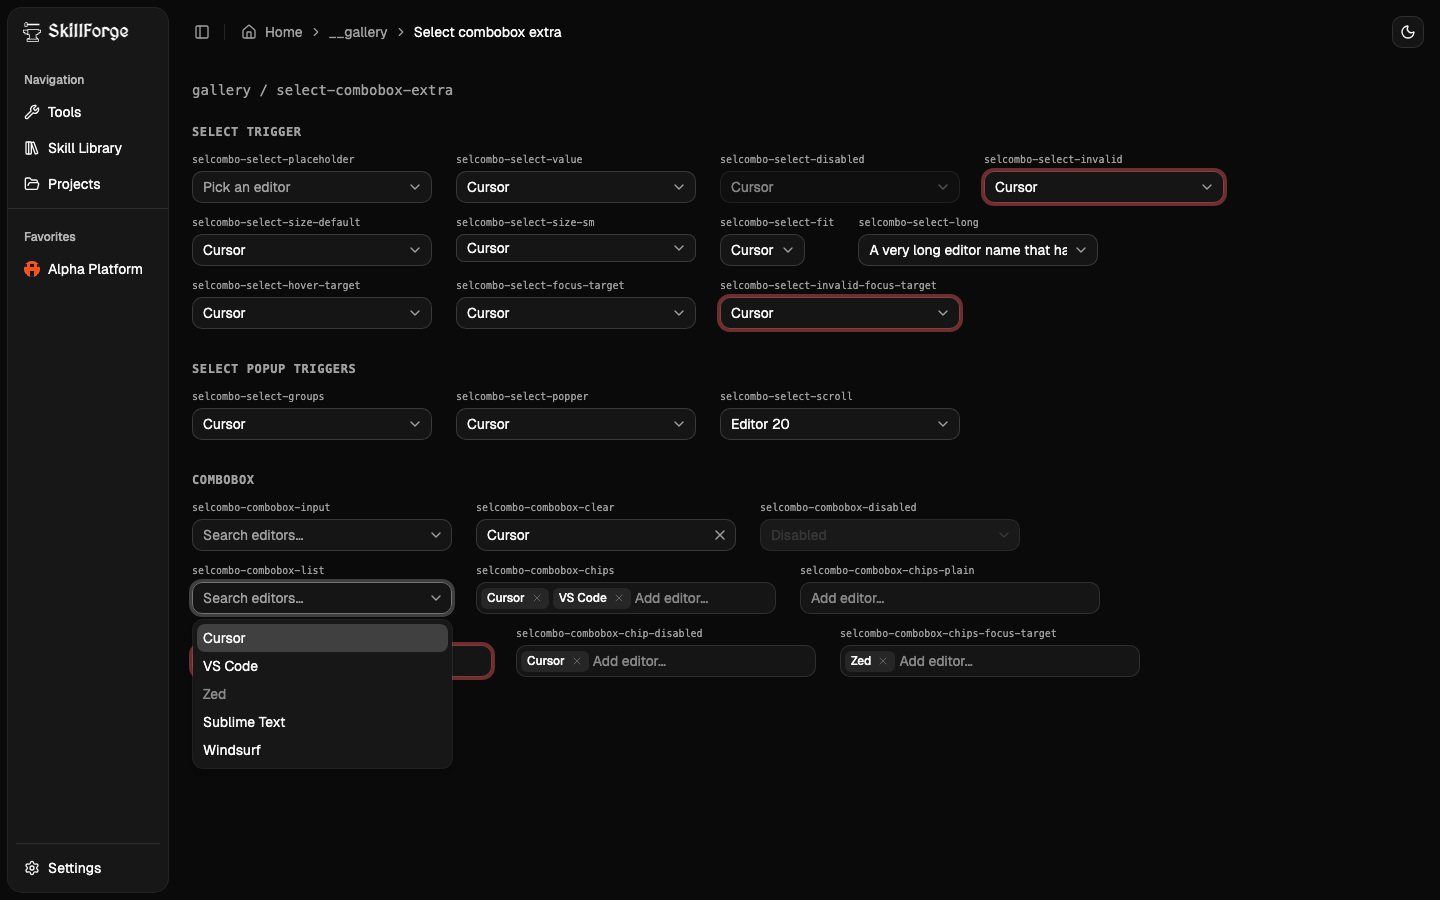 SkillForge
Navigation
Tools
Skill Library
Projects
Favorites
Alpha Platform
Settings
Home > __gallery > Select combobox extra
gallery / select-combobox-extra
SELECT TRIGGER
selcombo-select-placeholder
Pick an editor
selcombo-select-value
Cursor
selcombo-select-disabled
Cursor
selcombo-select-invalid
Cursor
selcombo-select-size-default
Cursor
selcombo-select-size-sm
Cursor
selcombo-select-fit
Cursor
selcombo-select-long
A very long editor name that ha
selcombo-select-hover-target
Cursor
selcombo-select-focus-target
Cursor
selcombo-select-invalid-focus-target
Cursor
SELECT POPUP TRIGGERS
selcombo-select-groups
Cursor
selcombo-select-popper
Cursor
selcombo-select-scroll
Editor 20
COMBOBOX
selcombo-combobox-input
Search editors...
selcombo-combobox-clear
Cursor
selcombo-combobox-disabled
Disabled
selcombo-combobox-list
Search editors...
selcombo-combobox-chips
Cursor VS Code Add editor...
selcombo-combobox-chips-plain
Add editor...
Cursor
VS Code
Zed
Sublime Text
Windsurf
selcombo-combobox-chip-disabled
Cursor Add editor...
selcombo-combobox-chips-focus-target
Zed Add editor...